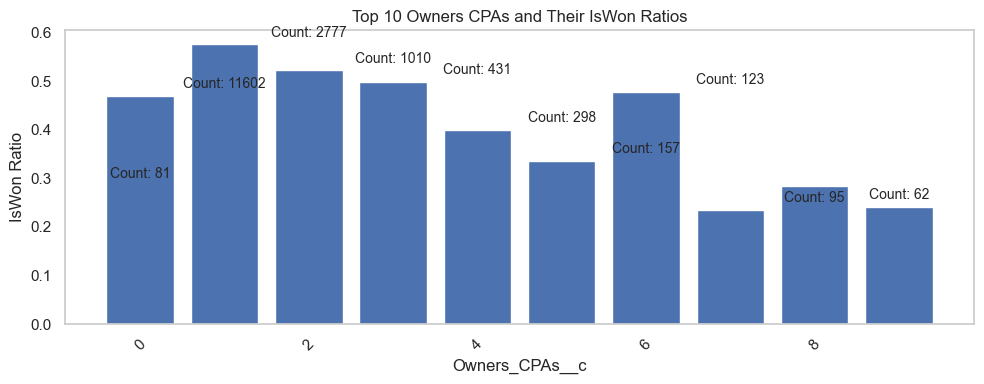 Top 10 Owners CPAs and Their IsWon Ratios
IsWon Ratio
0.6
0.5
0.4
0.3
0.2
0.1
0.0
Count: 81
Count: 11602
Count: 2777
Count: 1010
Count: 431
Count: 298
Count: 157
Count: 123
Count: 95
Count: 62
0
2
4
6
8
Owners_CPAs__c